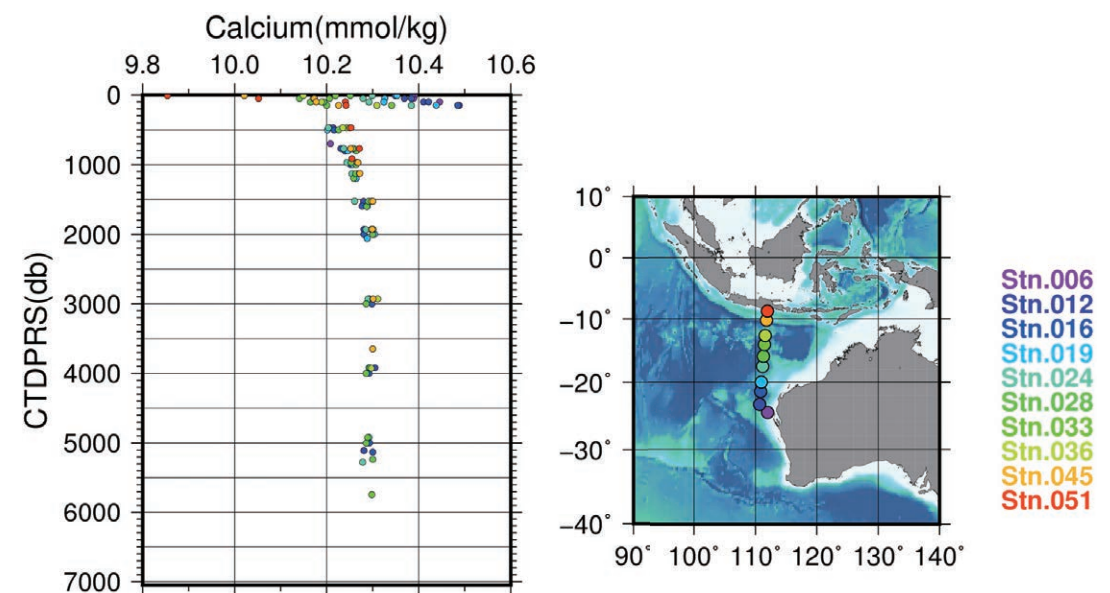 Calcium(mmol/kg)
9.8 10.0 10.2 10.4 10.6
0
1000
2000
3000
4000
5000
6000
7000
CTDPRS(db)
10°
0°
−10°
−20°
−30°
−40°
90° 100° 110° 120° 130° 140°
Stn.006
Stn.012
Stn.016
Stn.019
Stn.024
Stn.028
Stn.033
Stn.036
Stn.045
Stn.051